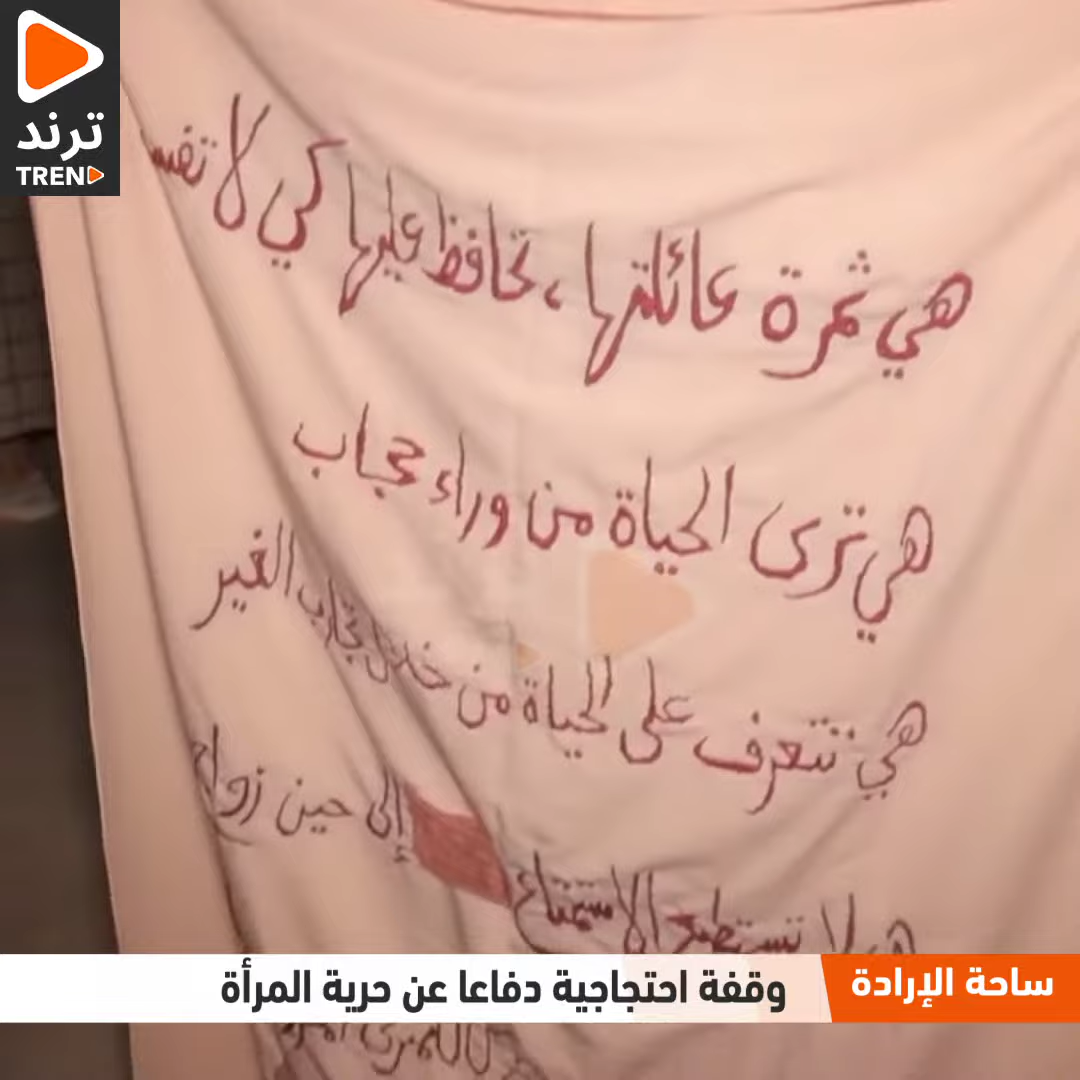 ترند
TREND
هي ثمرة عائلتها، تحافظ عليها كي لا
هي ترى الحياة من وراء حجاب
هي تتعرف على الحياة من خلال تجارب الغير
هي لا تستطيع الاستمتاع إلى حين
ساحة الإرادة
وقفة احتجاجية دفاعا عن حرية المرأة